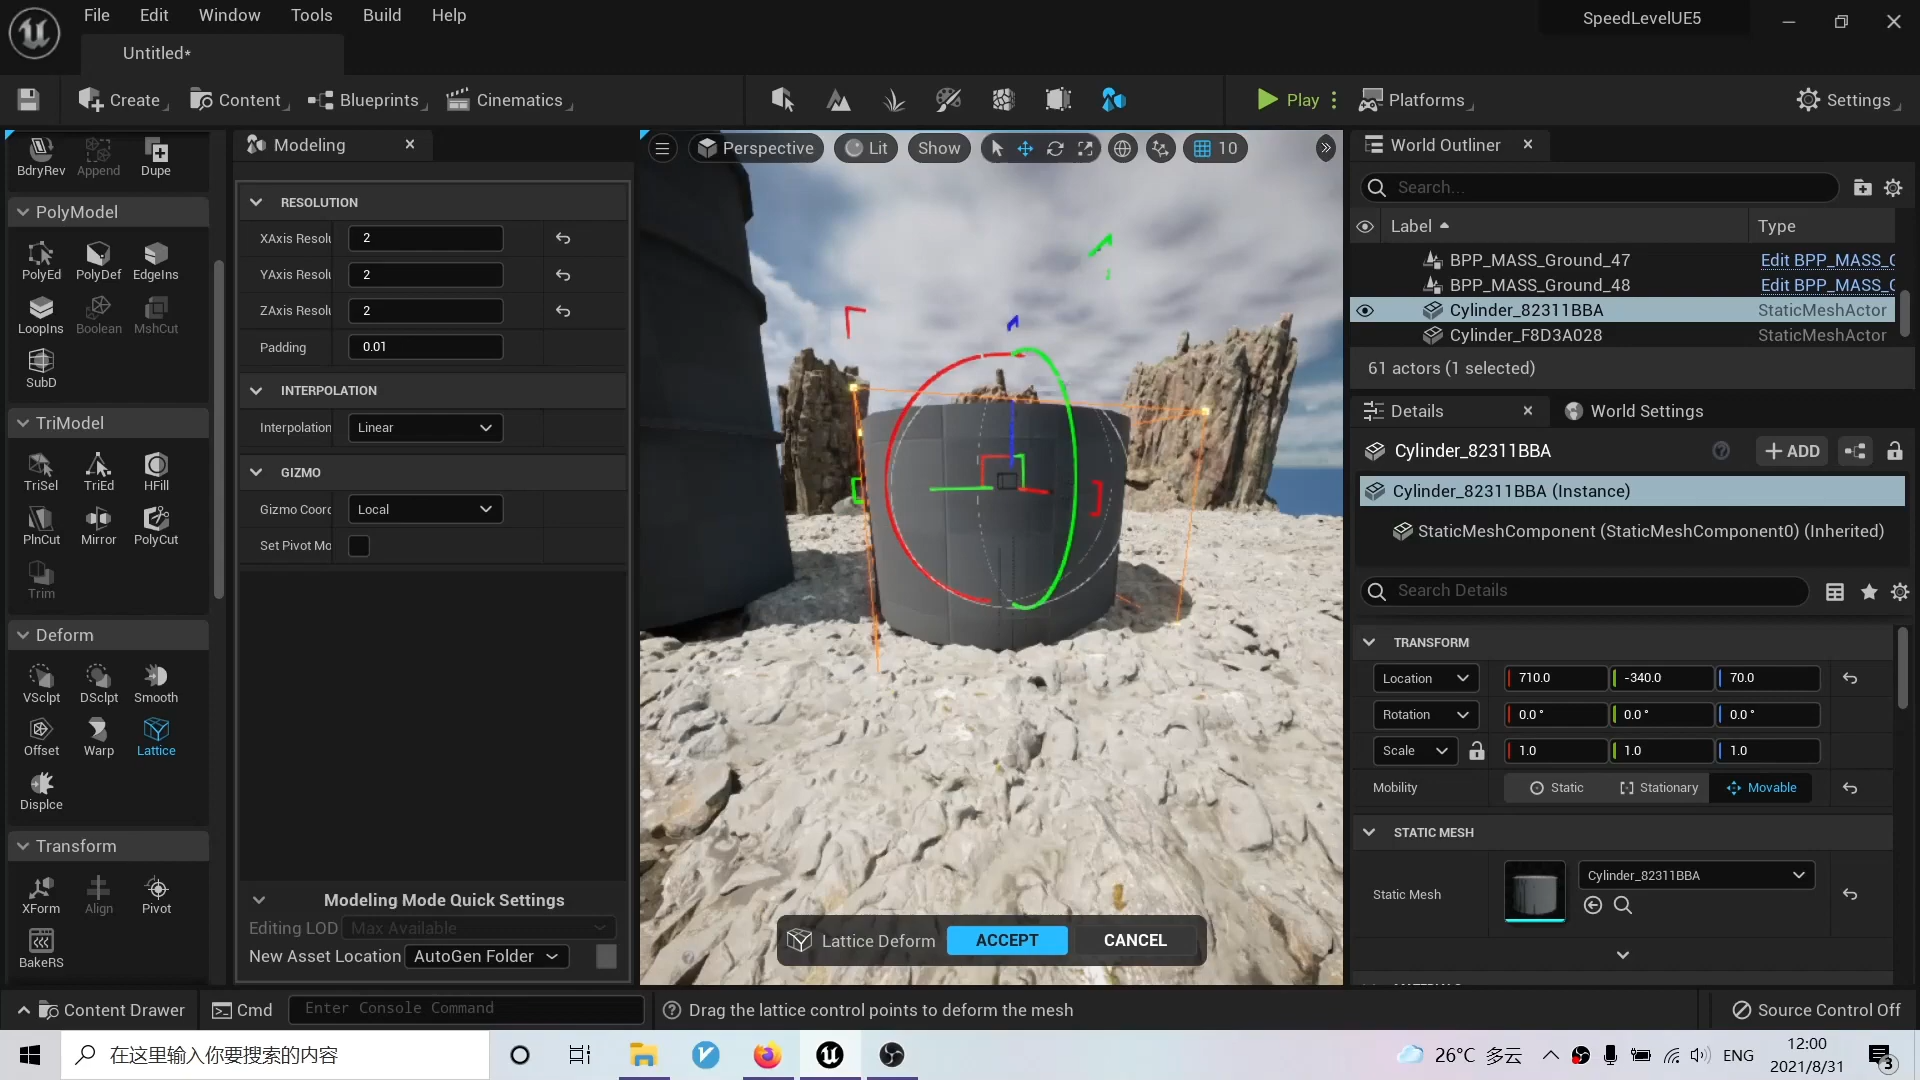 File Edit Window Tools Build Help
SpeedLevelUE5
Untitled*
Create Content Blueprints Cinematics
Play Platforms Settings
BdryRev Append Dupe
PolyModel
PolyEd PolyDef EdgeIns
LoopIns Boolean MshCut
SubD
TriModel
TriSel TriEd HFill
PlnCut Mirror PolyCut
Trim
Deform
VSclpt DSclpt Smooth
Offset Warp Lattice
Displce
Transform
XForm Align Pivot
BakeRS
Modeling
RESOLUTION
XAxis Resolu 2
YAxis Resolu 2
ZAxis Resolu 2
Padding 0.01
INTERPOLATION
Interpolation Linear
GIZMO
Gizmo Coord Local
Set Pivot Mo
Modeling Mode Quick Settings
Editing LOD Max Available
New Asset Location AutoGen Folder
Perspective Lit Show 10
Lattice Deform ACCEPT CANCEL
World Outliner
Search...
Label Type
BPP_MASS_Ground_47 Edit BPP_MASS_G
BPP_MASS_Ground_48 Edit BPP_MASS_G
Cylinder_82311BBA StaticMeshActor
Cylinder_F8D3A028 StaticMeshActor
61 actors (1 selected)
Details World Settings
Cylinder_82311BBA ADD
Cylinder_82311BBA (Instance)
StaticMeshComponent (StaticMeshComponent0) (Inherited)
Search Details
TRANSFORM
Location 710.0 -340.0 70.0
Rotation 0.0 ° 0.0 ° 0.0 °
Scale 1.0 1.0 1.0
Mobility Static Stationary Movable
STATIC MESH
Static Mesh Cylinder_82311BBA
Content Drawer Cmd Enter Console Command
Drag the lattice control points to deform the mesh
Source Control Off
在这里输入你要搜索的内容
26°C 多云 ENG
12:00
2021/8/31
3